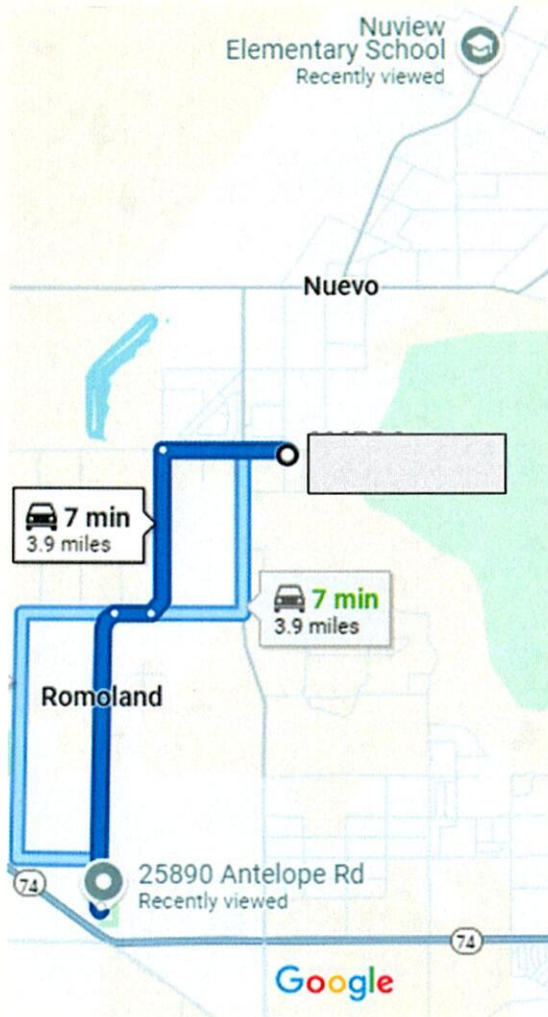 Nuview
Elementary School
Recently viewed
Nuevo
7 min
3.9 miles
7 min
3.9 miles
Romoland
25890 Antelope Rd
Recently viewed
74
74
Google